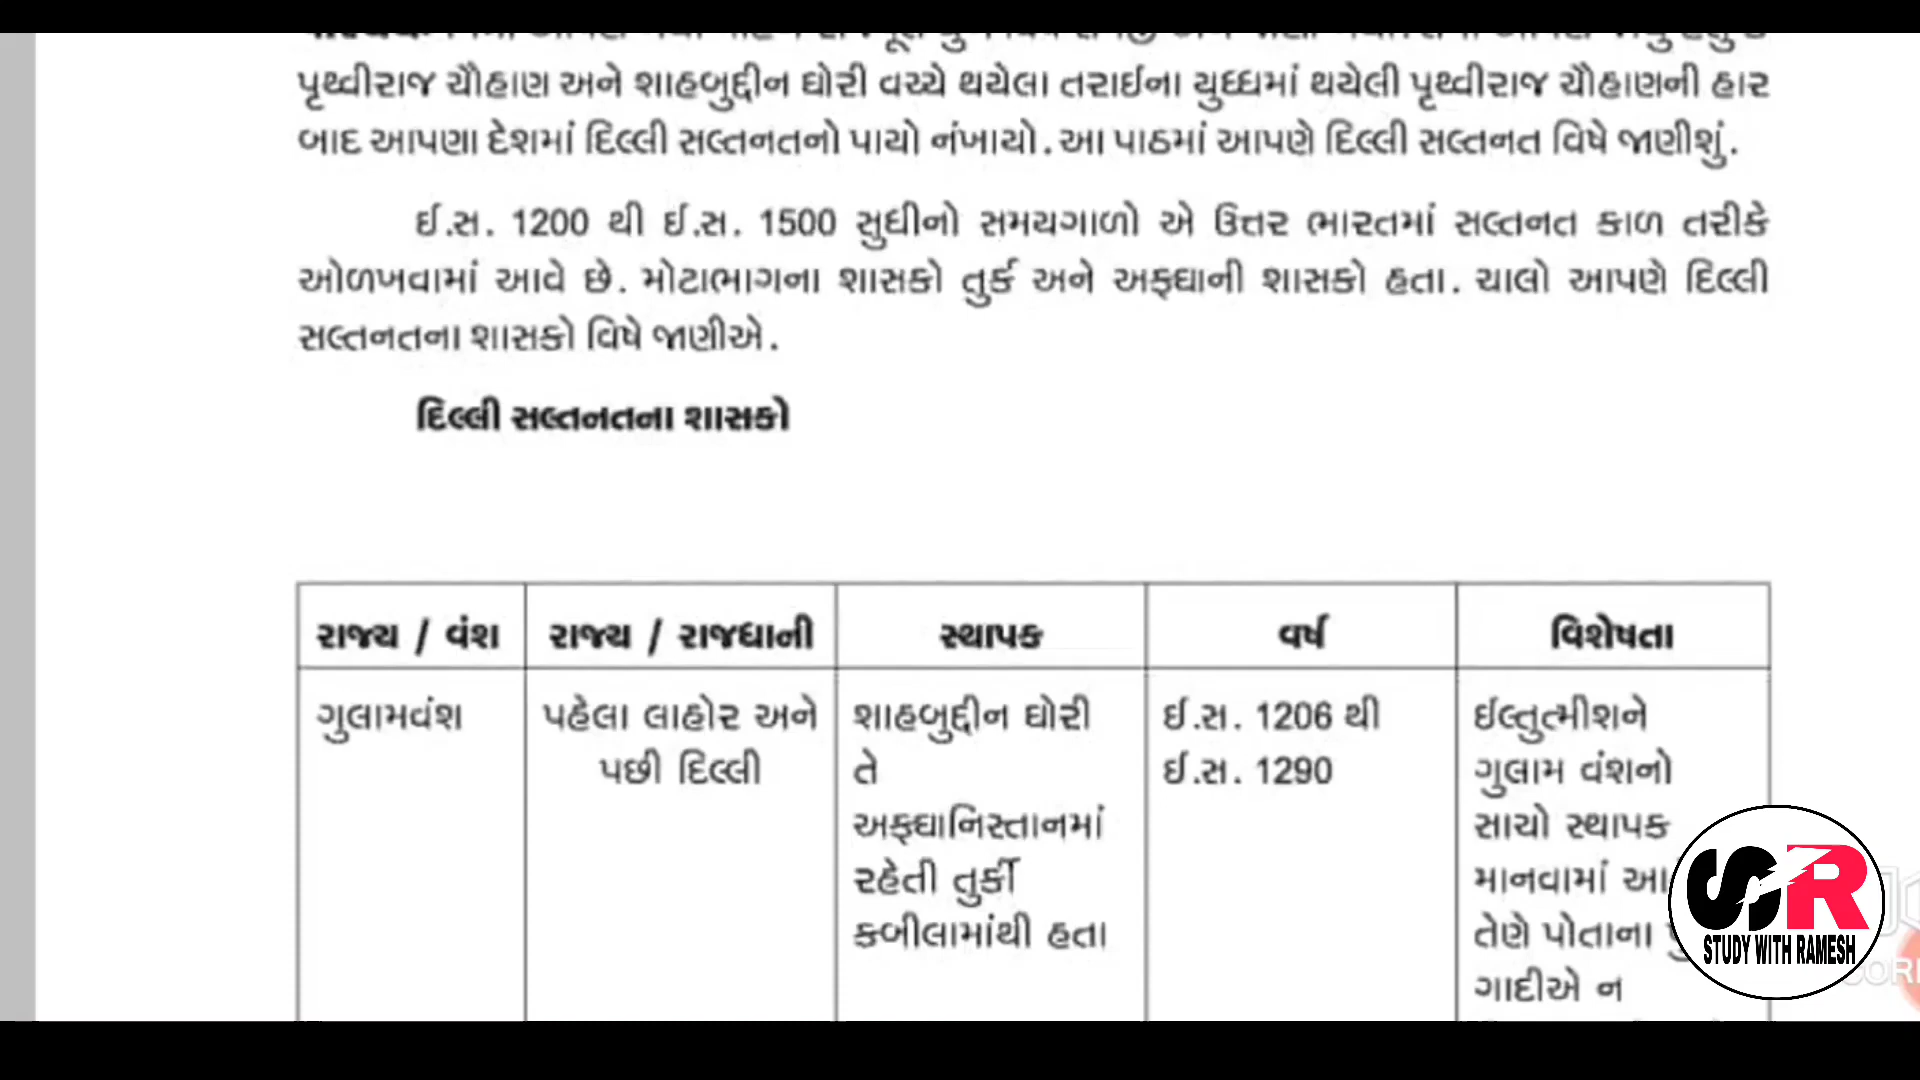 પૃથ્વીરાજ ચૌહાણ અને શાહબુદ્દીન ઘોરી વચ્ચે થયેલા તરાઈના યુધ્ધમાં થયેલી પૃથ્વીરાજ ચૌહાણની હાર
બાદ આપણા દેશમાં દિલ્લી સલ્તનતનો પાયો નંખાયો. આ પાઠમાં આપણે દિલ્લી સલ્તનત વિષે જાણીશું.
ઈ.સ. 1200 થી ઈ.સ. 1500 સુધીનો સમયગાળો એ ઉત્તર ભારતમાં સલ્તનત કાળ તરીકે
ઓળખવામાં આવે છે. મોટાભાગના શાસકો તુર્ક અને અફઘાની શાસકો હતા. ચાલો આપણે દિલ્લી
સલ્તનતના શાસકો વિષે જાણીએ.
દિલ્લી સલ્તનતના શાસકો
રાજ્ય / વંશ રાજ્ય / રાજધાની સ્થાપક વર્ષ વિશેષતા
ગુલામવંશ પહેલા લાહોર અને શાહબુદ્દીન ઘોરી ઈ.સ. 1206 થી ઈલ્તુત્મીશને
પછી દિલ્લી તે ઈ.સ. 1290 ગુલામ વંશનો
અફઘાનિસ્તાનમાં સાચો સ્થાપક
રહેતી તુર્કી માનવામાં
કબીલામાંથી હતા તેણે પોતાના
ગાદીએ ન
SR
STUDY WITH RAMESH